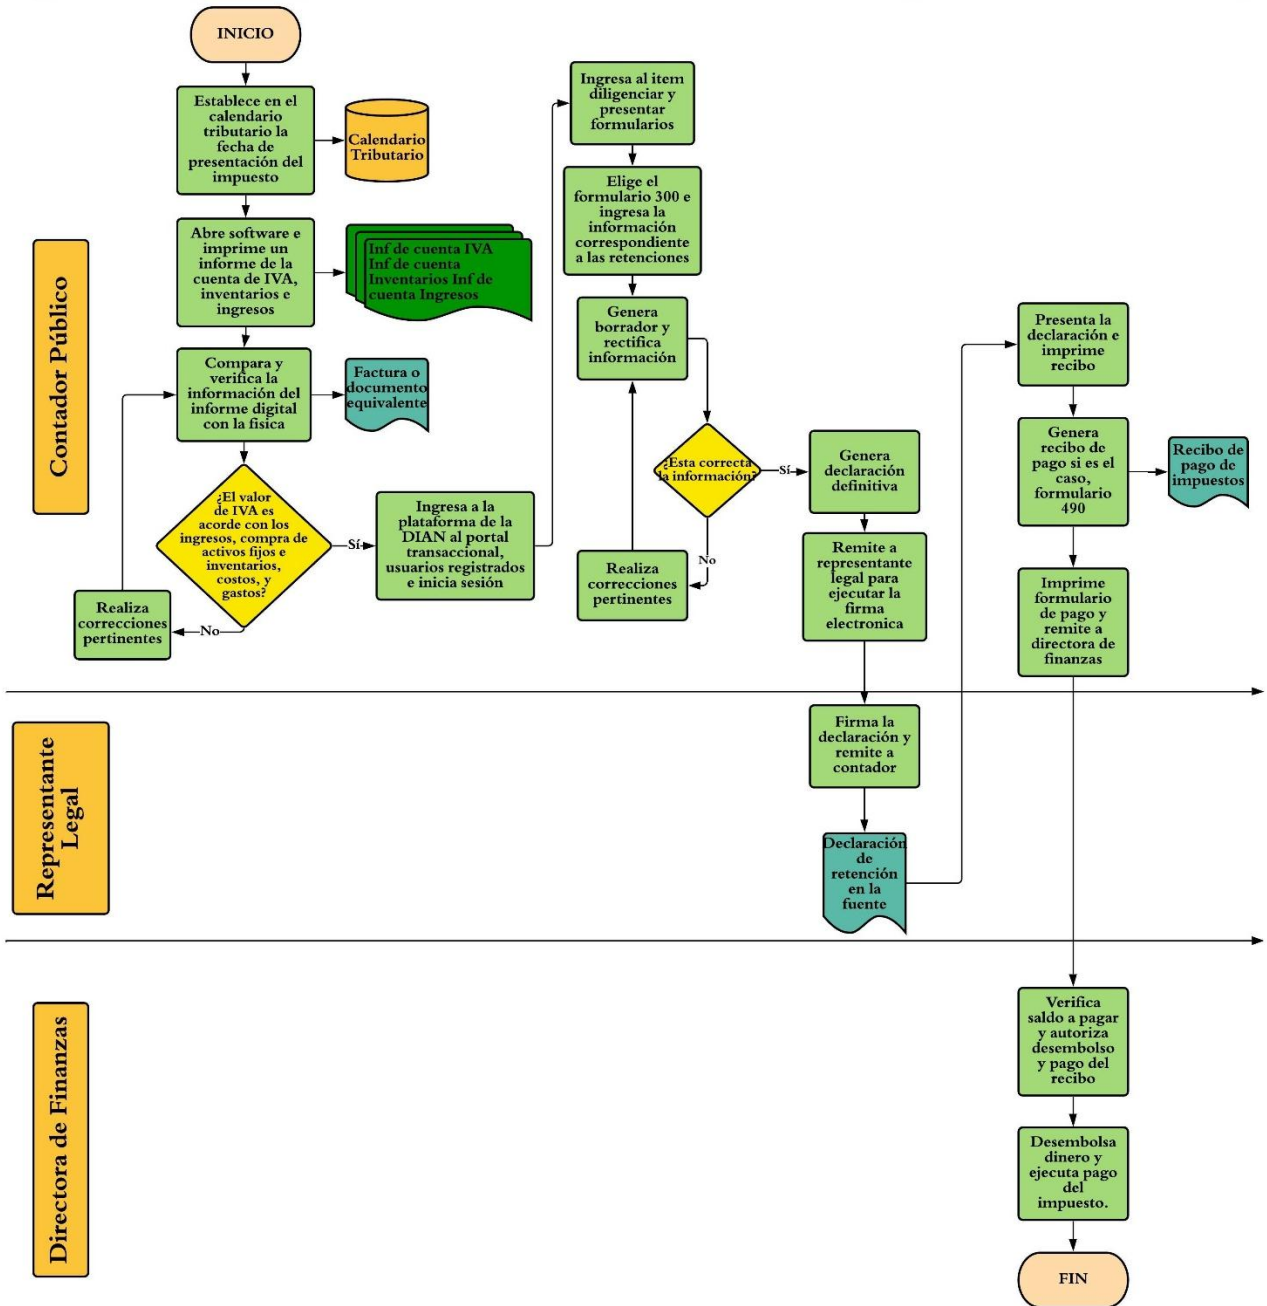 INICIO
Establece en el
calendario
tributario la
fecha de
presentación del
impuesto
Calendario
Tributario
Abre software e
imprime un
informe de la
cuenta de IVA,
inventarios e
ingresos
Inf de cuenta IVA
Inf de cuenta
Inventarios Inf de
cuenta Ingresos
Compara y
verifica la
información del
informe digital
con la fisica
Factura o
documento
equivalente
¿El valor
de IVA es
acorde con los
ingresos, compra de
activos fijos e
inventarios,
costos, y
gastos?
No
Realiza
correcciones
pertinentes
Sí
Ingresa a la
plataforma de la
DIAN al portal
transaccional,
usuarios registrados
e inicia sesión
Ingresa al item
diligenciar y
presentar
formularios
Elige el
formulario 300 e
ingresa la
información
correspondiente
a las retenciones
Genera
borrador y
rectifica
información
¿Esta correcta
la información?
No
Realiza
correcciones
pertinentes
Sí
Genera
declaración
definitiva
Remite a
representante
legal para
ejecutar la
firma
electronica
Presenta la
declaración e
imprime
recibo
Genera
recibo de
pago si es el
caso,
formulario
490
Recibo de
pago de
impuestos
Imprime
formulario
de pago y
remite a
directora de
finanzas
Contador Público
Firma la
declaración y
remite a
contador
Declaración
de
retención
en la
fuente
Representante
Legal
Verifica
saldo a pagar
y autoriza
desembolso
y pago del
recibo
Desembolsa
dinero y
ejecuta pago
del
impuesto.
FIN
Directora de Finanzas